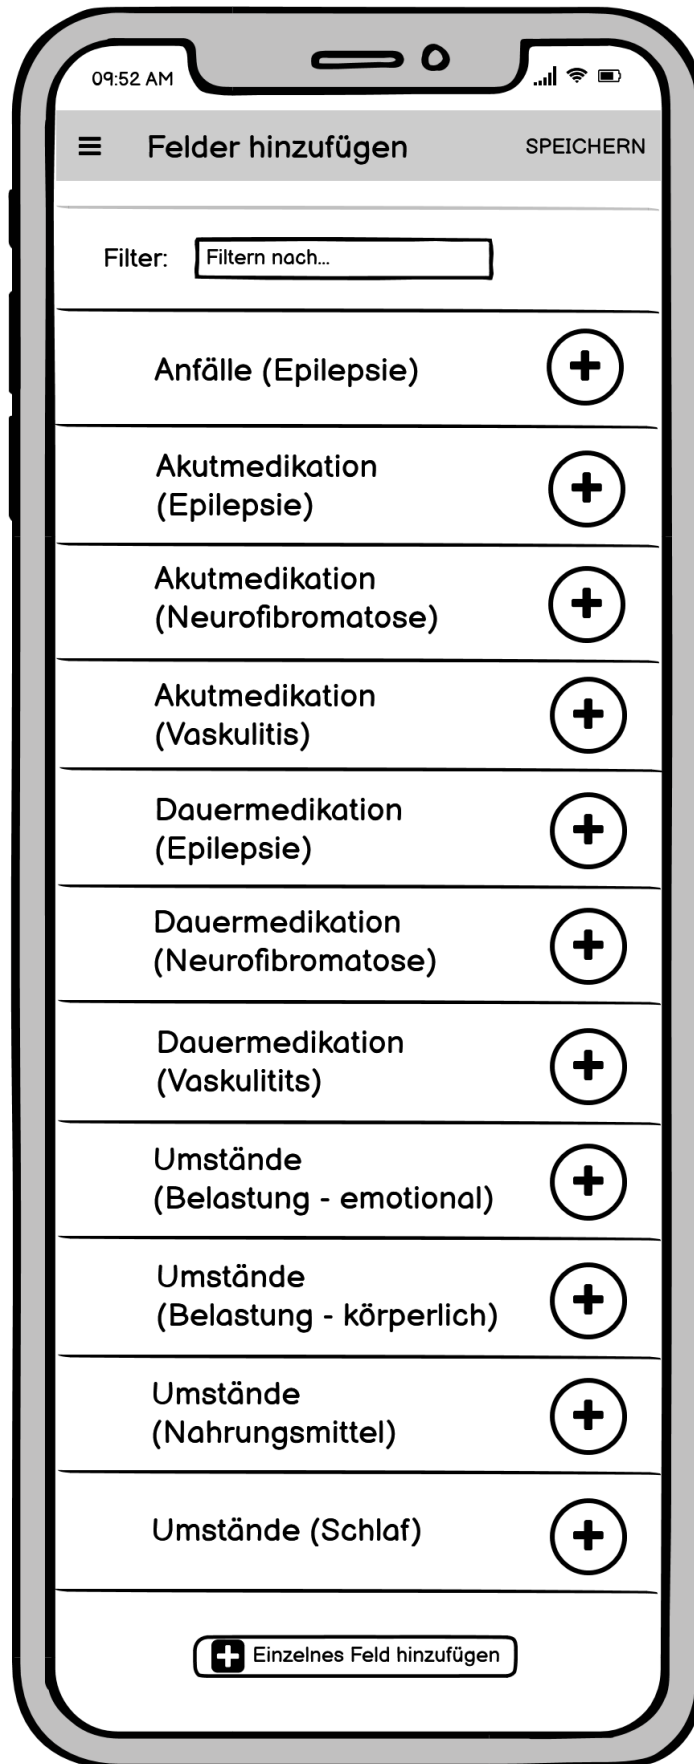 09:52 AM
Felder hinzufügen
SPEICHERN
Filter:
Filtern nach...
Anfälle (Epilepsie)
Akutmedikation
(Epilepsie)
Akutmedikation
(Neurofibromatose)
Akutmedikation
(Vaskulitis)
Dauermedikation
(Epilepsie)
Dauermedikation
(Neurofibromatose)
Dauermedikation
(Vaskulitits)
Umstände
(Belastung - emotional)
Umstände
(Belastung - körperlich)
Umstände
(Nahrungsmittel)
Umstände (Schlaf)
Einzelnes Feld hinzufügen